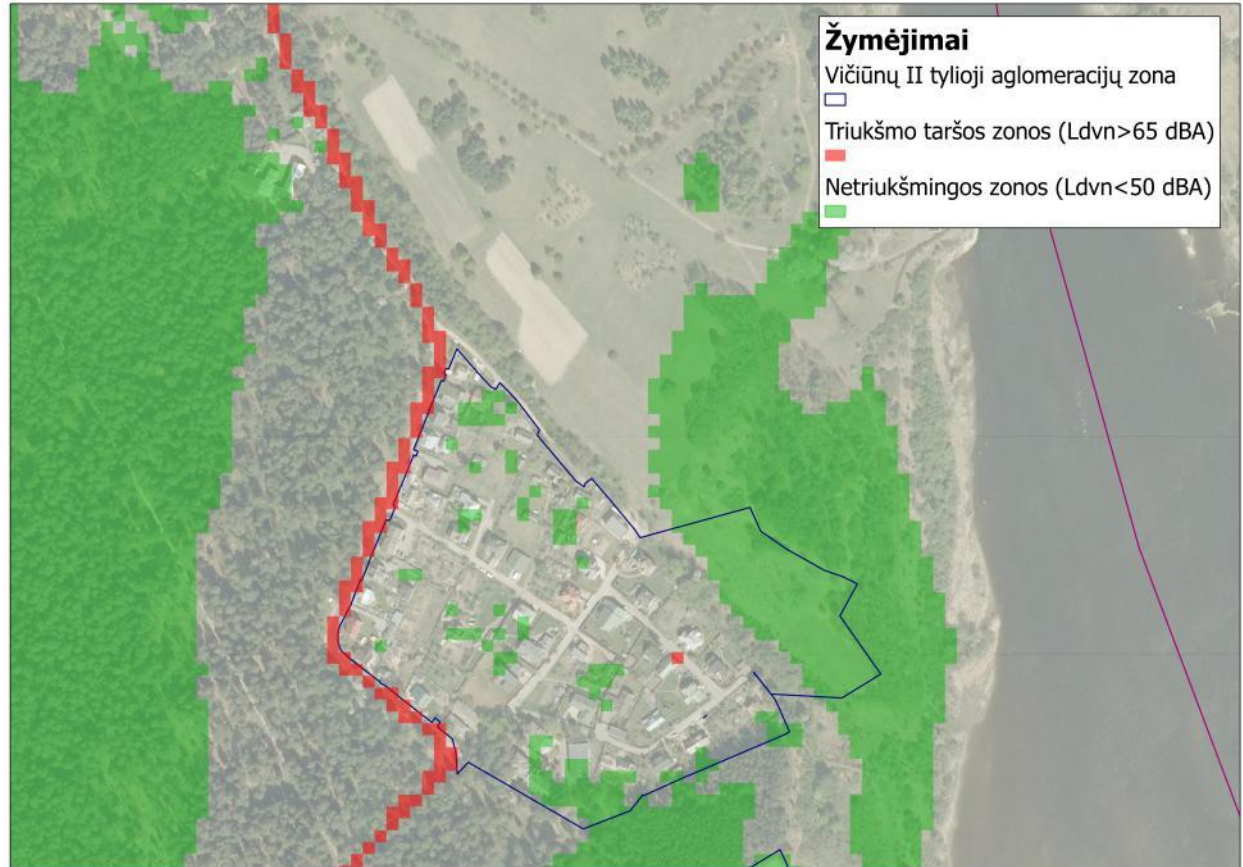 Žymėjimai
Vičiūnų II tylioji aglomeracijų zona
Triukšmo taršos zonos (Ldvn>65 dBA)
Netriukšmingos zonos (Ldvn<50 dBA)